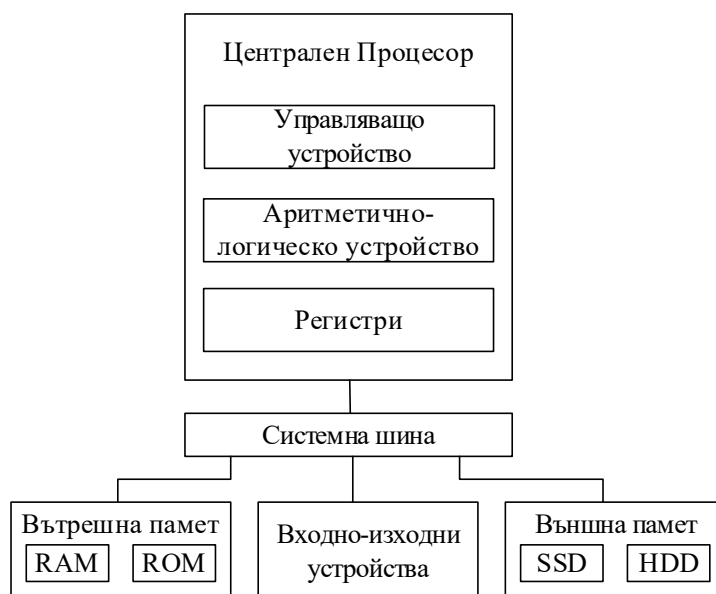 Централен Процесор
Управляващо
устройство
Аритметично-
логическо устройство
Регистри
Системна шина
Вътрешна памет
RAM ROM
Входно-изходни
устройства
Външна памет
SSD HDD